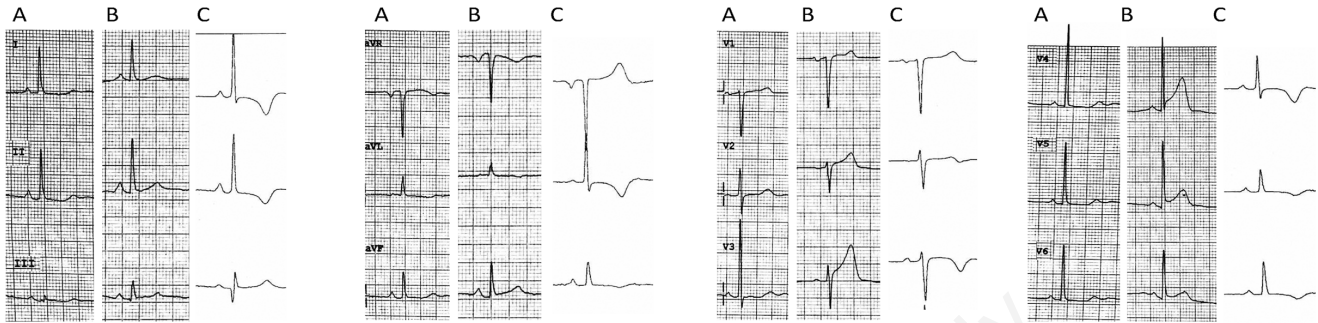 A B C A B C A B C A B C
I
aVR
V1
V4
II
aVL
V2
V5
III
aVF
V3
V6